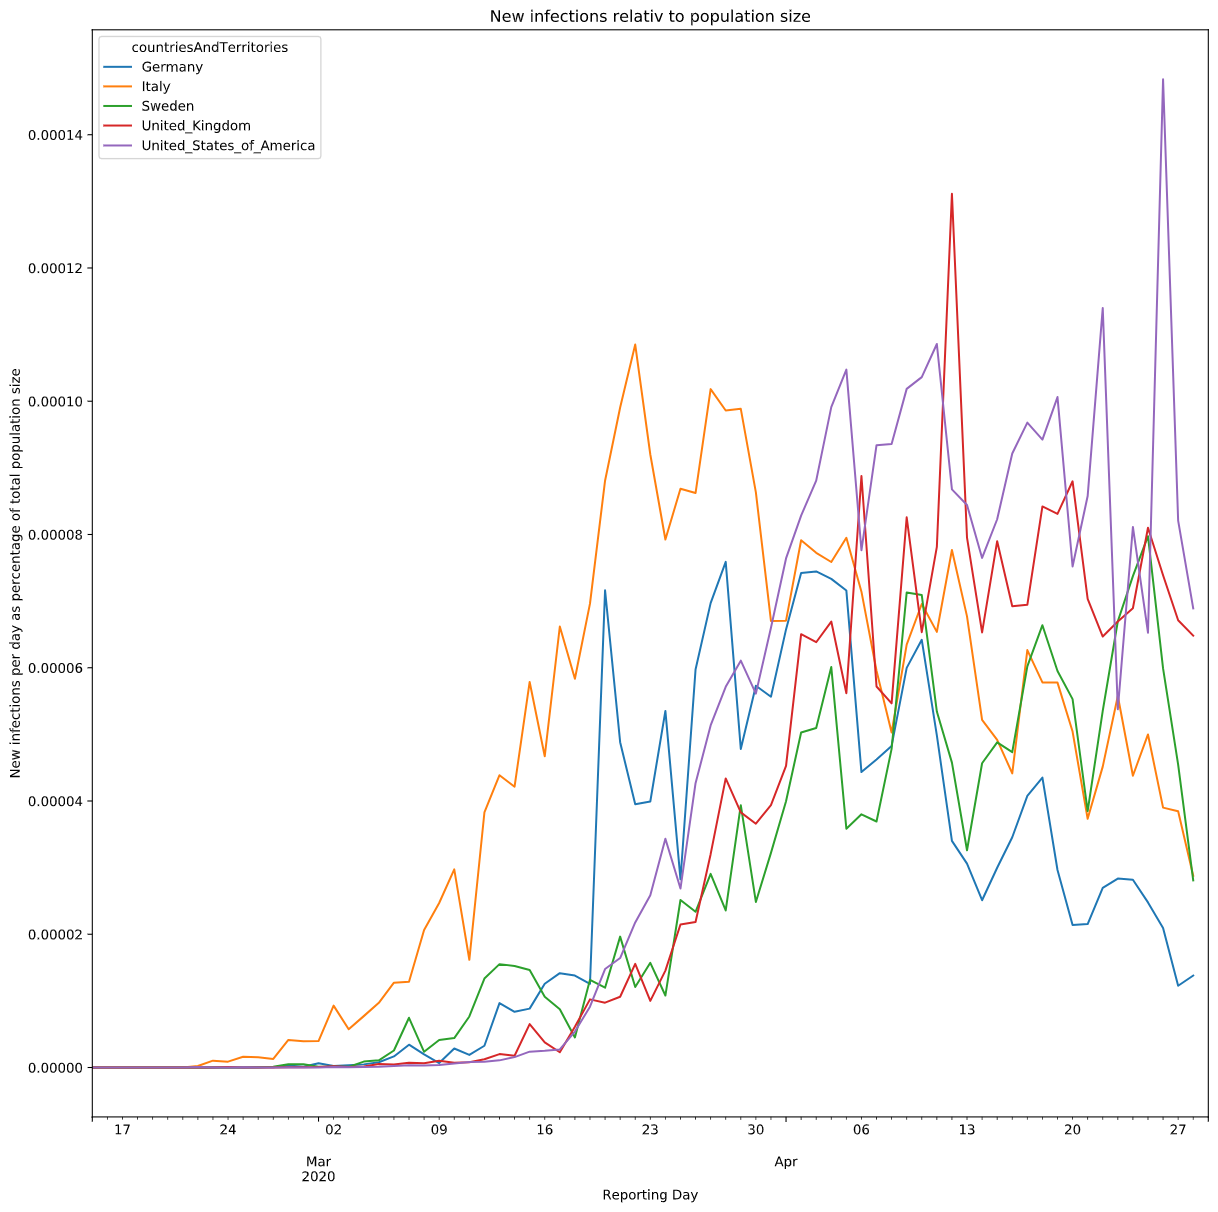 New infections relativ to population size
countriesAndTerritories
Germany
Italy
Sweden
United_Kingdom
United_States_of_America
0.00014
0.00012
0.00010
0.00008
0.00006
0.00004
0.00002
0.00000
New infections per day as percentage of total population size
17 24 02 09 16 23 30 06 13 20 27
Mar Apr
2020
Reporting Day